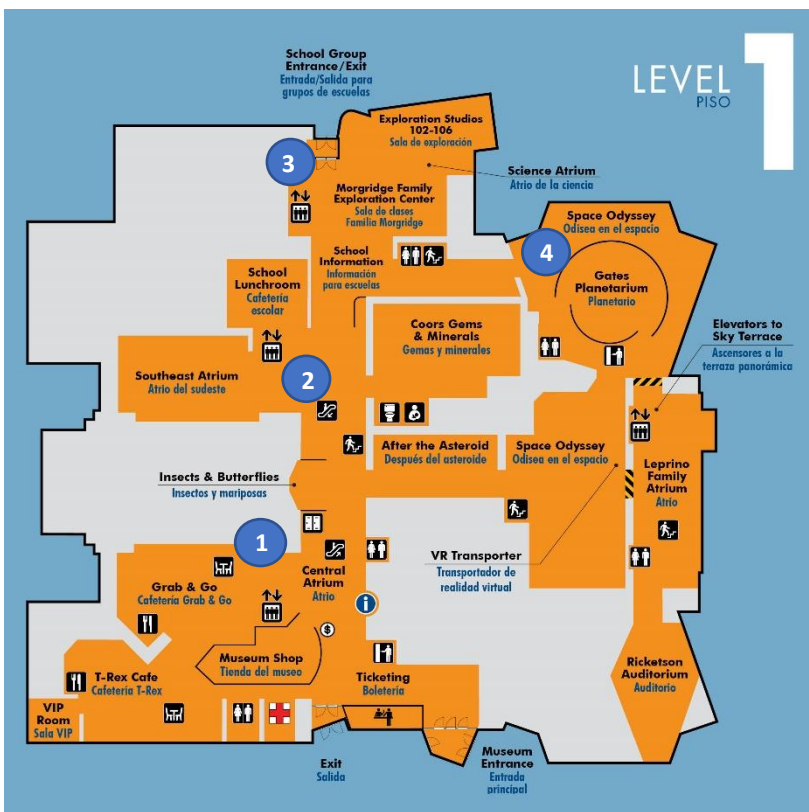 School Group
Entrance/Exit
Entrada/Salida para
grupos de escuelas
LEVEL
PISO
1
Exploration Studios
102-106
Sala de exploración
3
Science Atrium
Atrio de la ciencia
Morgridge Family
Exploration Center
Sala de clases
Familia Morgridge
Space Odyssey
Odisea en el espacio
4
School
Information
Información
para escuelas
Gates
Planetarium
Planetario
School
Lunchroom
Cafetería
escolar
Coors Gems
& Minerals
Gemas y minerales
Elevators to
Sky Terrace
Ascensores a la
terraza panorámica
Southeast Atrium
Atrio del sudeste
2
After the Asteroid
Después del asteroide
Space Odyssey
Odisea en el espacio
Insects & Butterflies
Insectos y mariposas
Leprino
Family
Atrium
Atrio
1
VR Transporter
Transportador de
realidad virtual
Grab & Go
Cafetería Grab & Go
Central
Atrium
Atrio
i
$
Museum Shop
Tienda del museo
Ticketing
Boletería
Ricketson
Auditorium
Auditorio
T-Rex Cafe
Cafetería T-Rex
VIP
Room
Sala VIP
Exit
Salida
Museum
Entrance
Entrada
principal